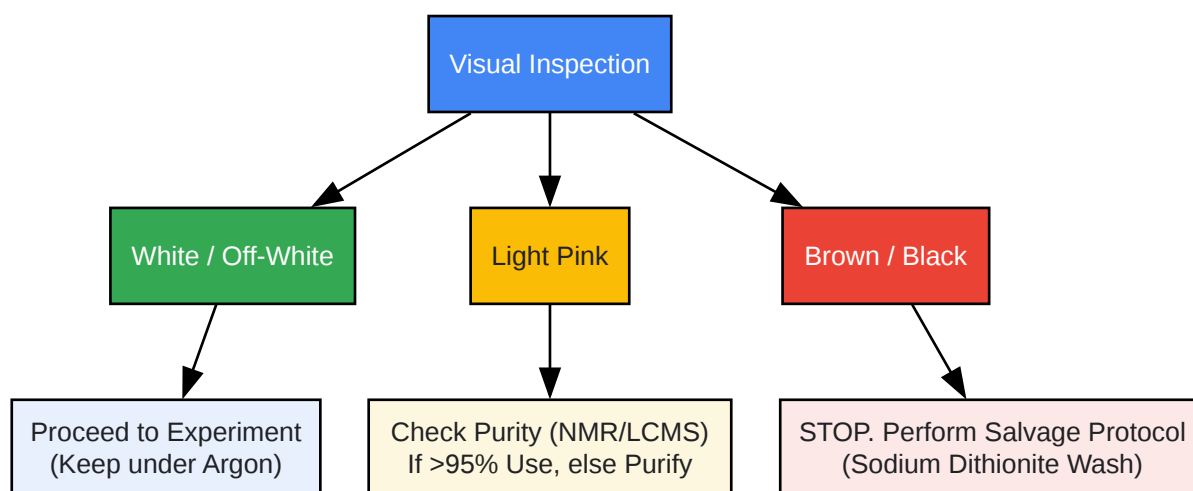 Visual Inspection
White / Off-White
Light Pink
Brown / Black
Proceed to Experiment
(Keep under Argon)
Check Purity (NMR/LCMS)
If >95% Use, else Purify
STOP. Perform Salvage Protocol
(Sodium Dithionite Wash)